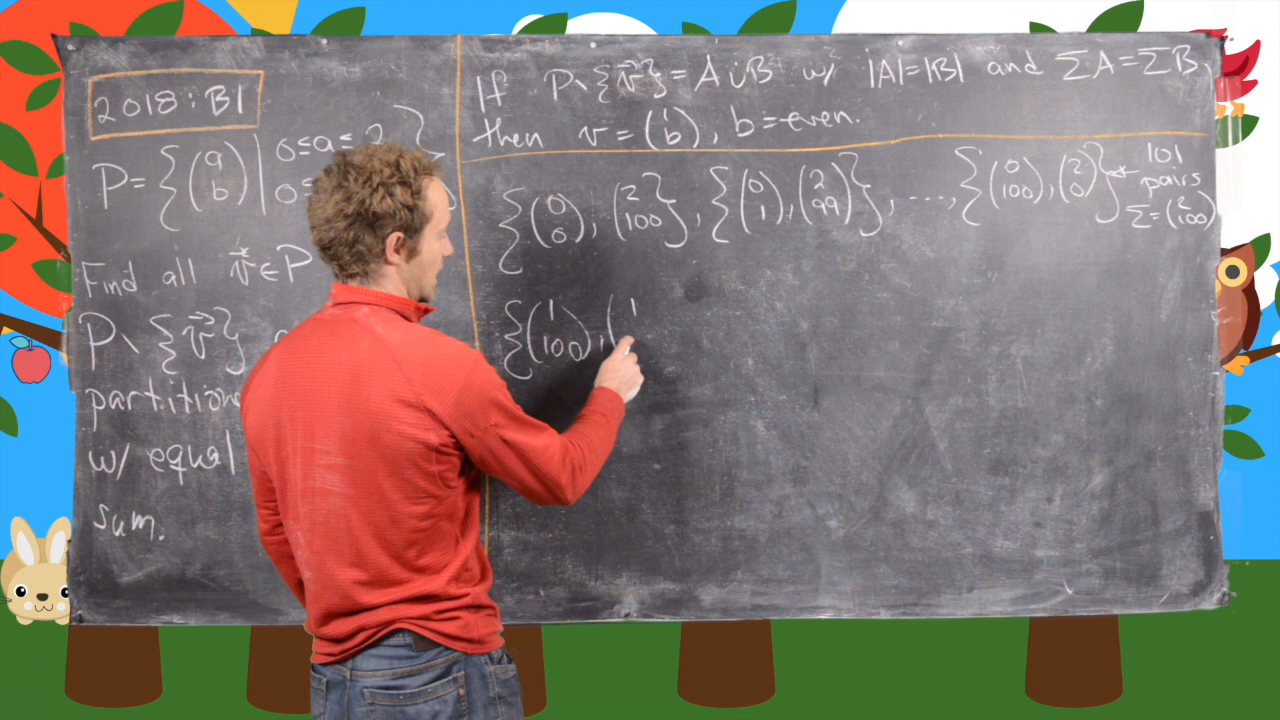 2018: B1
P = { (a b) | 0≤a≤2
0≤ }
Find all v⃗ ∈ P
P∖{v⃗}
partition
w/ equal
sum.
If P∖{v⃗} = A ∪̇ B w/ |A|=|B| and ΣA=ΣB,
then v = (1 b), b=even.
{(0 0), (2 100)}, {(0 1), (2 99)}, ...., {(0 100), (2 0)} ← 101 pairs Σ=(2 100)
{(1 100), (1